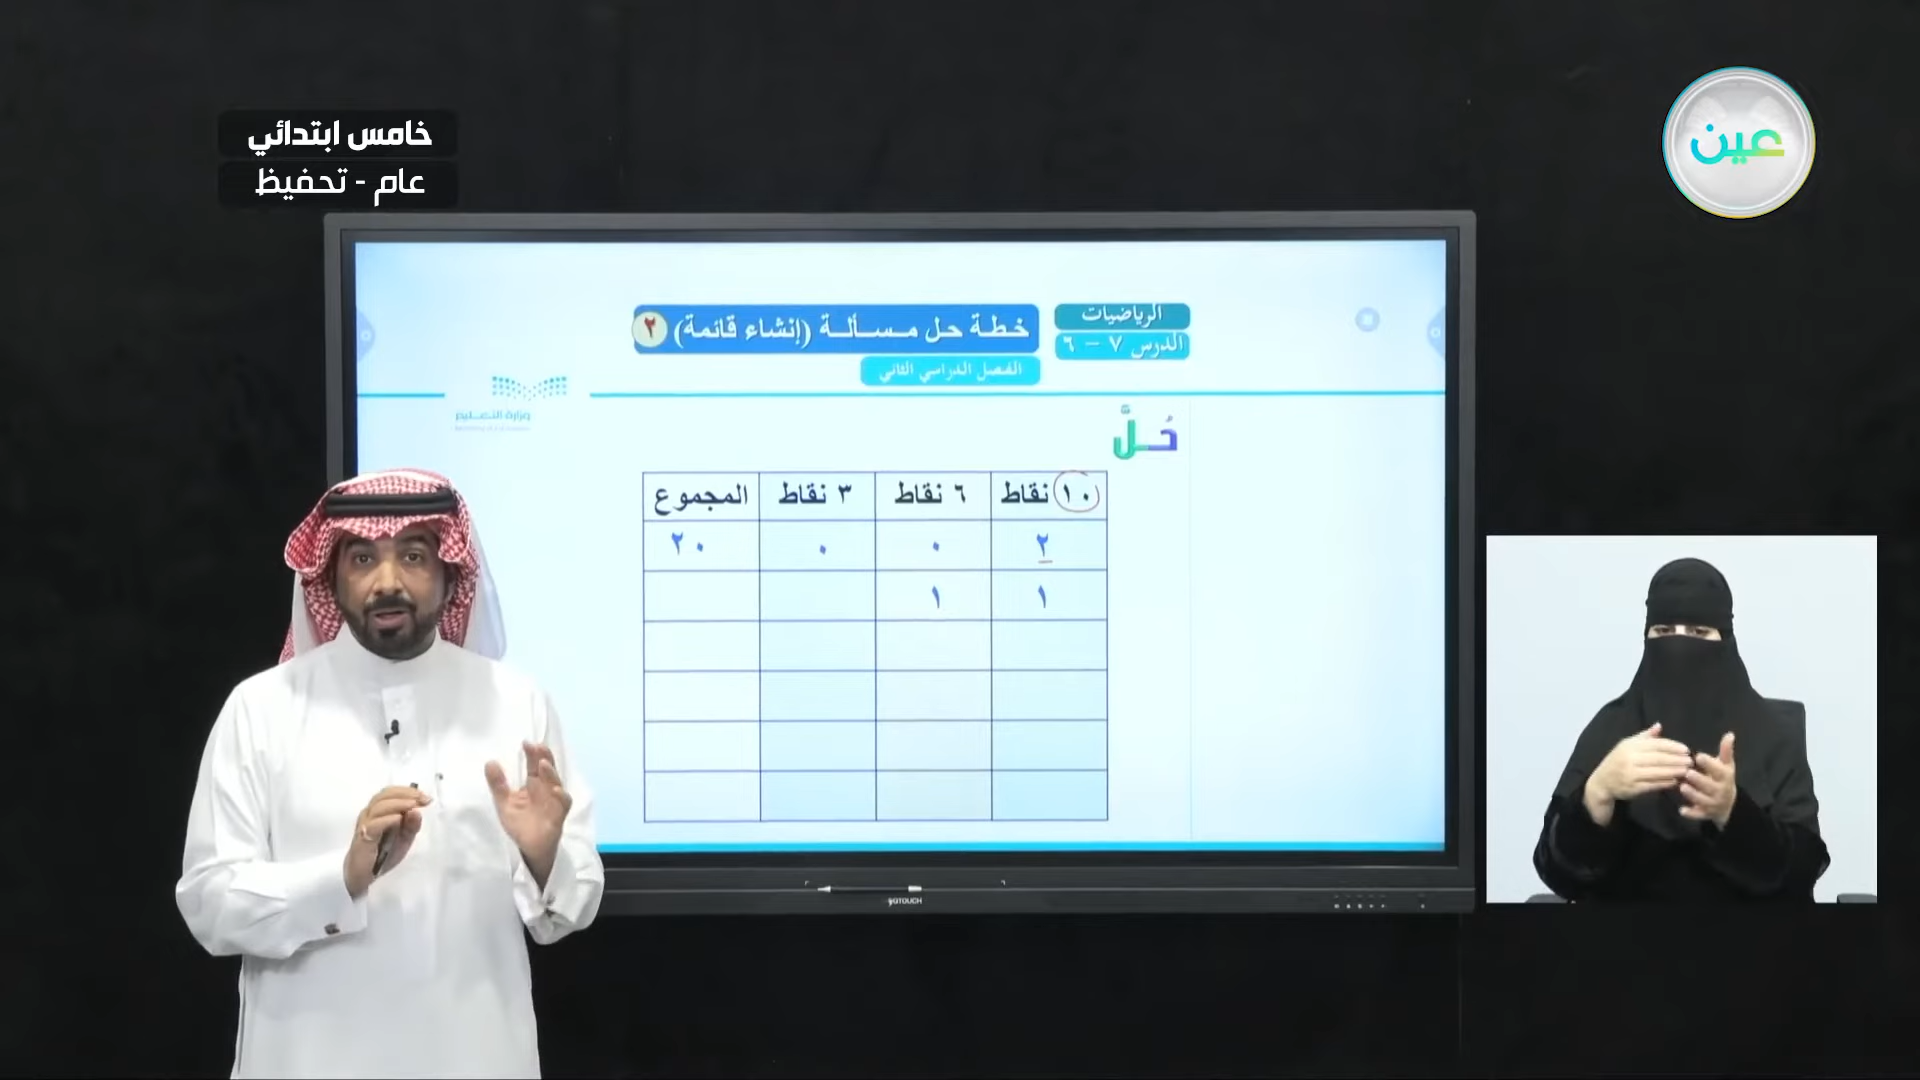 خامس ابتدائي
عام - تحفيظ
عين
الرياضيات
الدرس ٧ – ٦
خطة حل مسألة (إنشاء قائمة) ٢
الفصل الدراسي الثاني
وزارة التعليم
حُلَّ
١٠ نقاط ٦ نقاط ٣ نقاط المجموع
٢ ٠ ٠ ٢٠
١ ١